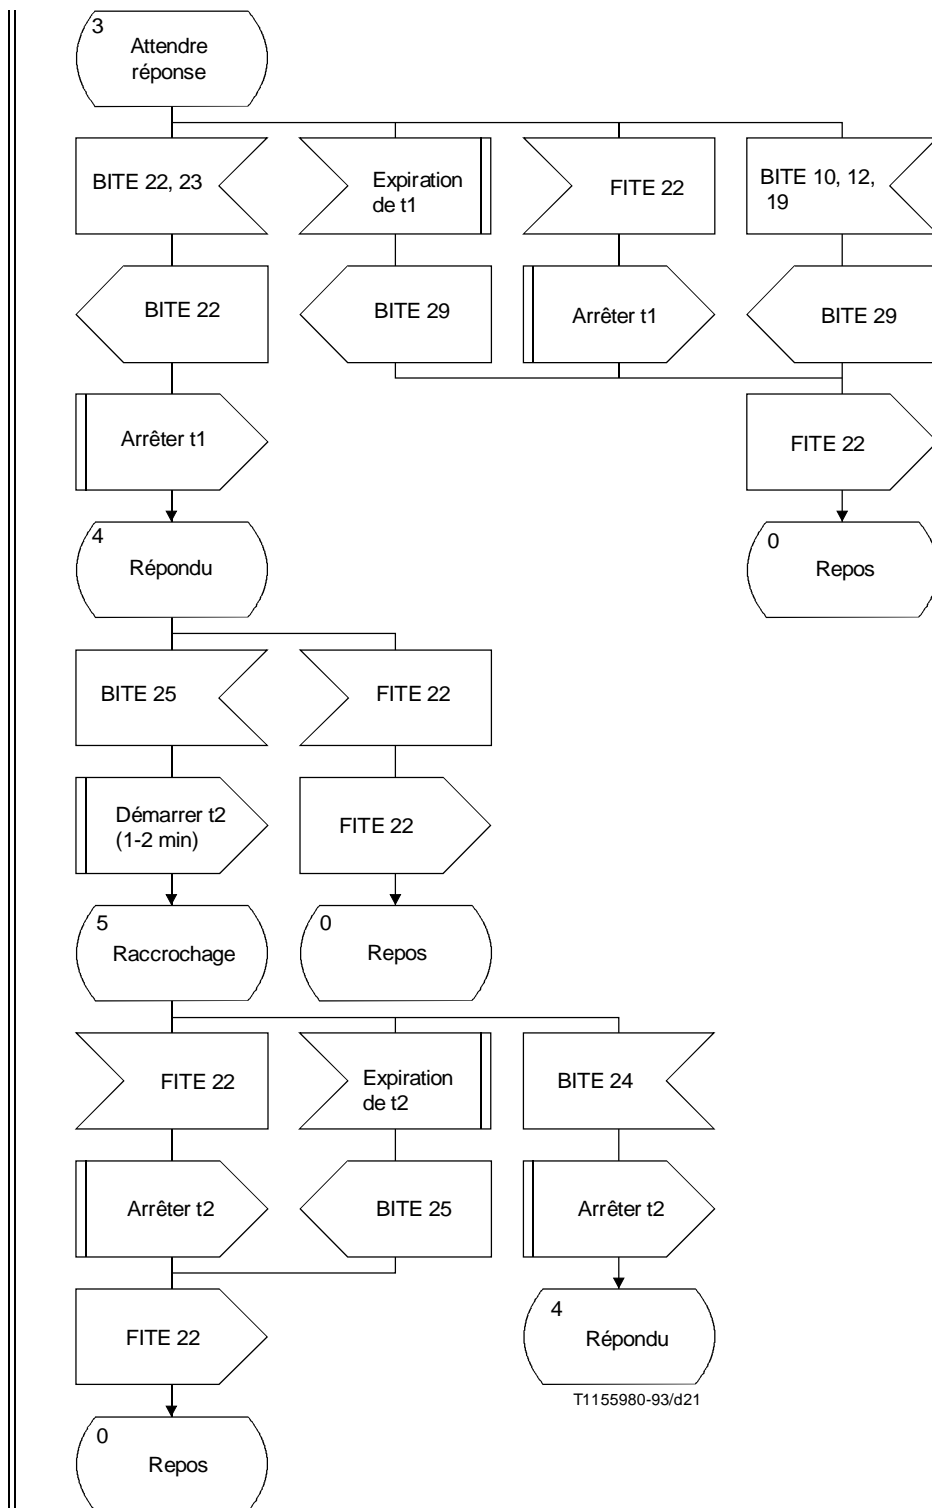 3
Attendre
réponse
BITE 22, 23
Expiration
de t1
FITE 22
BITE 10, 12,
19
BITE 22
BITE 29
Arrêter t1
BITE 29
Arrêter t1
FITE 22
4
Répondu
0
Repos
BITE 25
FITE 22
Démarrer t2
(1-2 min)
FITE 22
5
Raccrochage
0
Repos
FITE 22
Expiration
de t2
BITE 24
Arrêter t2
BITE 25
Arrêter t2
FITE 22
4
Répondu
T1155980-93/d21
0
Repos